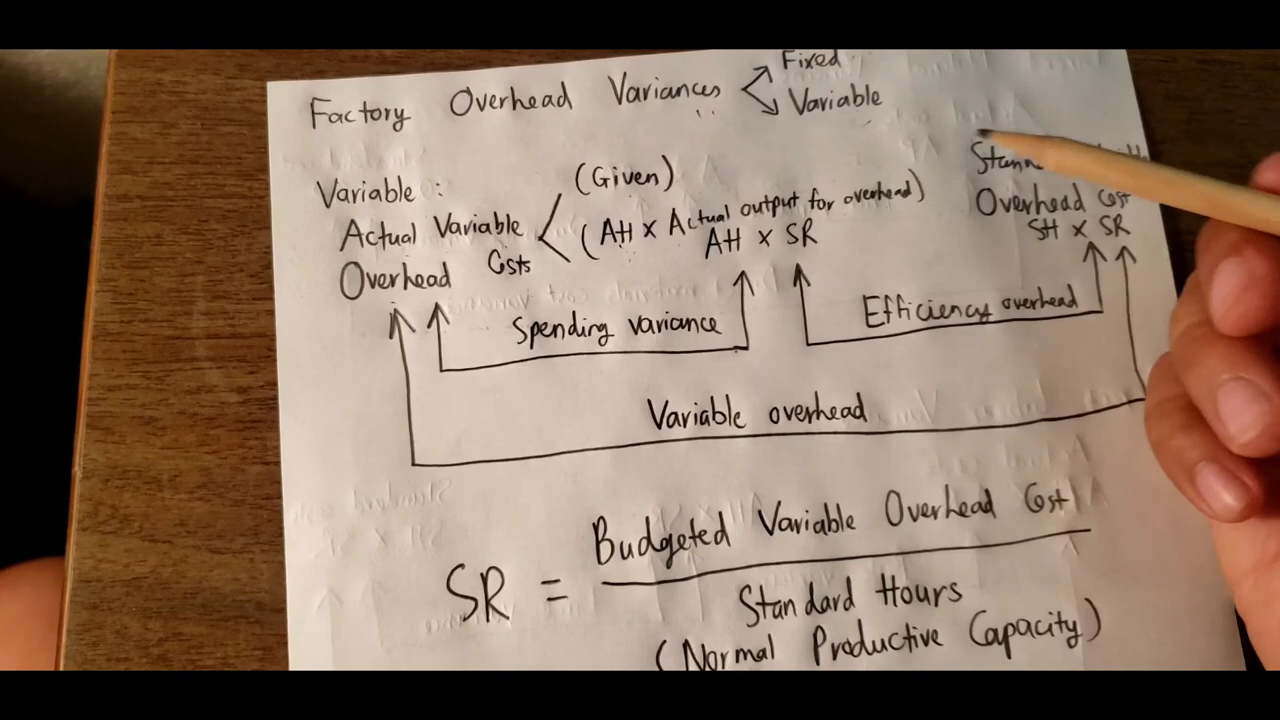 Factory Overhead Variances
Fixed
Variable
Variable :
Actual Variable
Overhead Costs
(Given)
(AH x Actual output for overhead)
AH x SR
Overhead Cost
SH x SR
Spending variance
Efficiency overhead
Variable overhead
SR = Budgeted Variable Overhead Cost
Standard Hours
(Normal Productive Capacity)